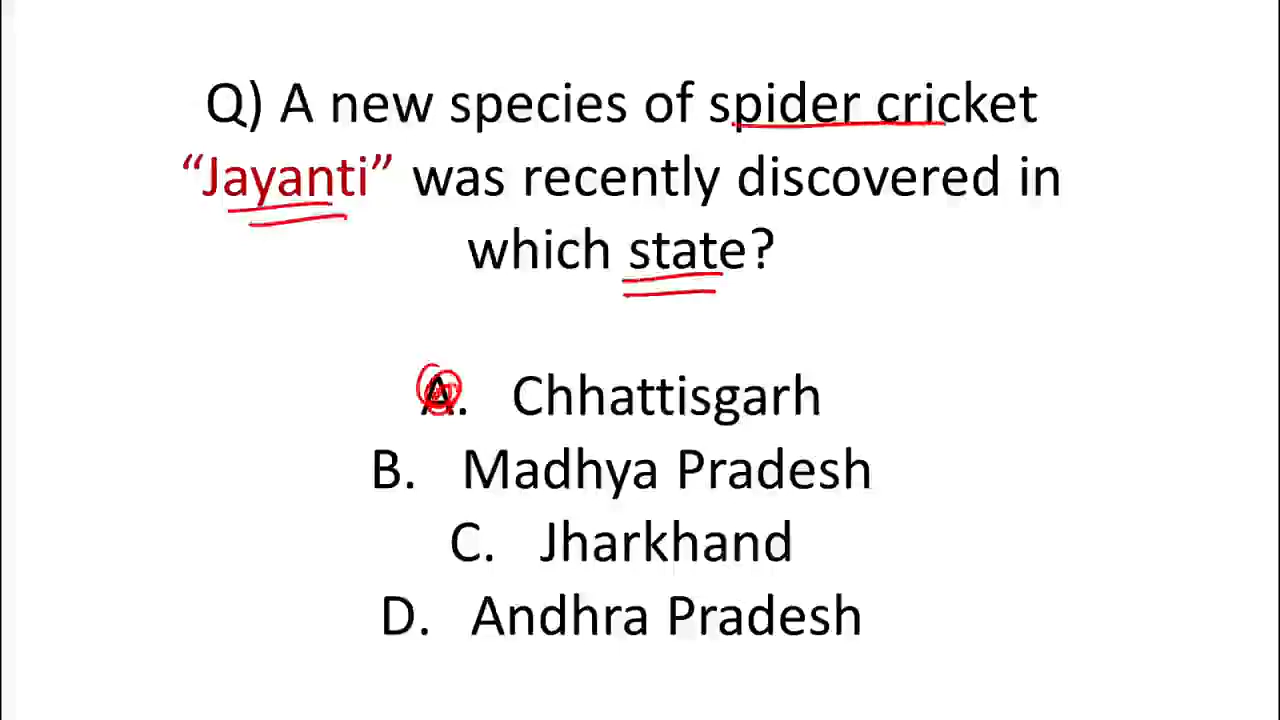 Q) A new species of spider cricket
“Jayanti” was recently discovered in
which state?
A. Chhattisgarh
B. Madhya Pradesh
C. Jharkhand
D. Andhra Pradesh